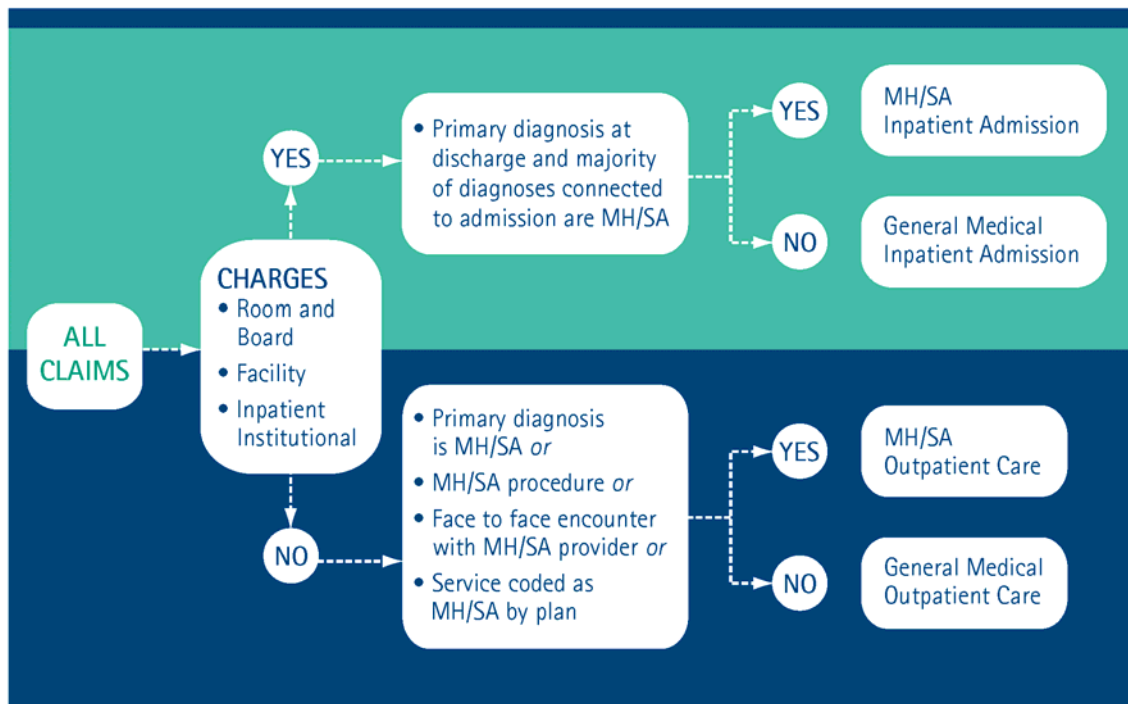 ALL
CLAIMS
CHARGES
• Room and
Board
• Facility
• Inpatient
Institutional
YES
• Primary diagnosis at
discharge and majority
of diagnoses connected
to admission are MH/SA
YES
MH/SA
Inpatient Admission
NO
General Medical
Inpatient Admission
NO
• Primary diagnosis
is MH/SA or
• MH/SA procedure or
• Face to face encounter
with MH/SA provider or
• Service coded as
MH/SA by plan
YES
MH/SA
Outpatient Care
NO
General Medical
Outpatient Care